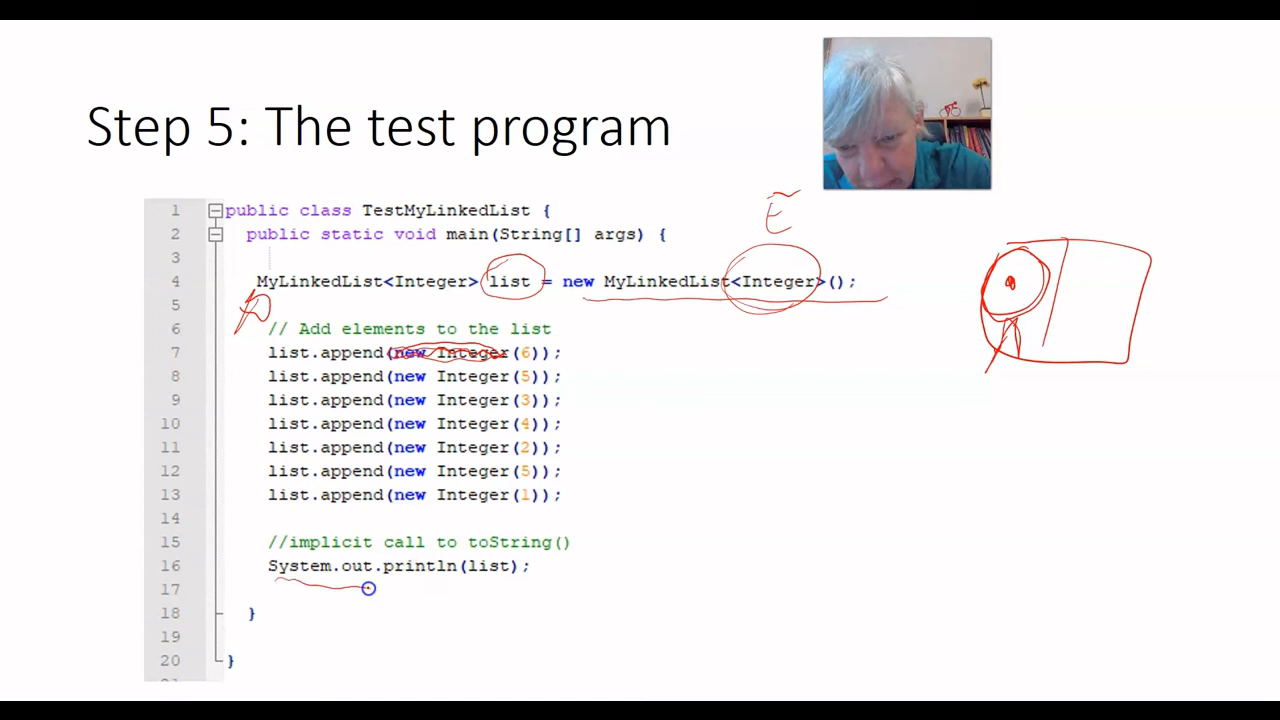 Step 5: The test program
E
1 public class TestMyLinkedList {
2 public static void main(String[] args) {
3
4 MyLinkedList<Integer> list = new MyLinkedList<Integer>();
5
6 // Add elements to the list
7 list.append(new Integer(6));
8 list.append(new Integer(5));
9 list.append(new Integer(3));
10 list.append(new Integer(4));
11 list.append(new Integer(2));
12 list.append(new Integer(5));
13 list.append(new Integer(1));
14
15 //implicit call to toString()
16 System.out.println(list);
17
18 }
19
20 }